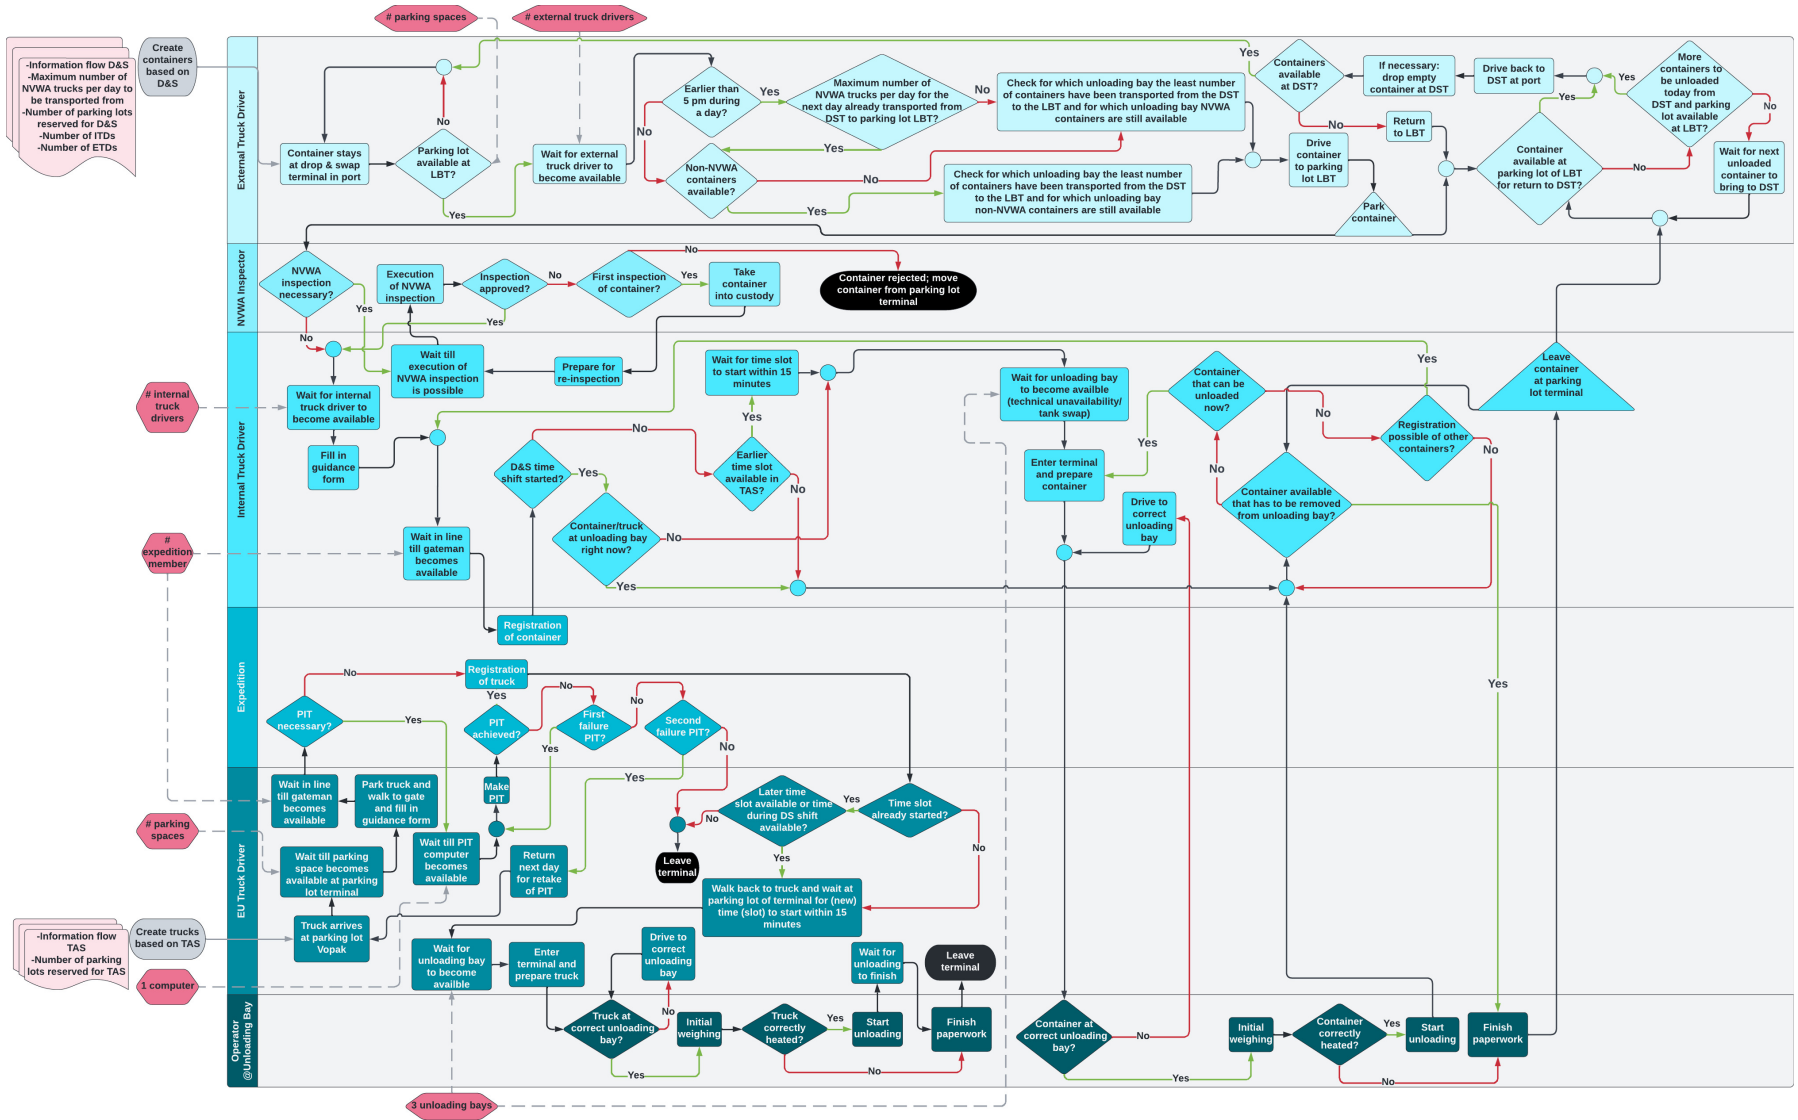 # parking spaces
# external truck drivers
-Information flow D&S
-Maximum number of
NVWA trucks per day to
be transported from
-Number of parking lots
reserved for D&S
-Number of ITDs
-Number of ETDs
Create
containers
based on
D&S
External Truck Driver
Container stays
at drop & swap
terminal in port
No
Parking lot
available at
LBT?
Yes
Wait for external
truck driver to
become available
Earlier than
5 pm during
a day?
Yes
No
Maximum number of
NVWA trucks per day for the
next day already transported from
DST to parking lot LBT?
No
Yes
Non-NVWA
containers
available?
No
Yes
Check for which unloading bay the least number
of containers have been transported from the DST
to the LBT and for which unloading bay NVWA
containers are still available
Check for which unloading bay the least number
of containers have been transported from the DST
to the LBT and for which unloading bay
non-NVWA containers are still available
Drive
container
to parking
lot LBT
Park
container
Yes
Containers
available
at DST?
No
Return
to LBT
If necessary:
drop empty
container at DST
Drive back to
DST at port
Yes
Yes
Container
available at
parking lot of LBT
for return to DST?
No
More
containers to
be unloaded
today from
DST and parking
lot available
at LBT?
No
Wait for next
unloaded
container to
bring to DST
NVWA Inspector
NVWA
inspection
necessary?
Yes
No
Execution
of NVWA
inspection
Inspection
approved?
No
Yes
First inspection
of container?
Yes
No
Take
container
into custody
Container rejected; move
container from parking lot
terminal
Internal Truck Driver
# internal
truck
drivers
Wait for internal
truck driver to
become available
Fill in
guidance
form
Wait till
execution of
NVWA inspection
is possible
Prepare for
re-inspection
Wait for time slot
to start within 15
minutes
Yes
No
D&S time
shift started?
Yes
Earlier
time slot
available in
TAS?
No
Container/truck
at unloading bay
right now?
No
Yes
#
expedition
member
Wait in line
till gateman
becomes
available
Wait for unloading bay
to become availble
(technical unavailability/
tank swap)
Yes
Enter terminal
and prepare
container
Drive to
correct
unloading
bay
Container
that can be
unloaded
now?
No
No
Yes
Registration
possible of other
containers?
No
Container available
that has to be removed
from unloading bay?
Yes
Leave
container
at parking
lot terminal
Expedition
Registration
of container
Registration
of truck
No
PIT
necessary?
Yes
Yes
PIT
achieved?
No
First
failure
PIT?
No
Yes
Second
failure PIT?
No
Yes
EU Truck Driver
# parking
spaces
Wait in line
till gateman
becomes
available
Park truck and
walk to gate
and fill in
guidance form
Make
PIT
Wait till PIT
computer
becomes
available
Return
next day
for retake
of PIT
Wait till parking
space becomes
available at parking
lot terminal
Truck arrives
at parking lot
Vopak
Leave
terminal
No
Later time
slot available or time
during DS shift
available?
Yes
Yes
Time slot
already started?
No
Walk back to truck and wait at
parking lot of terminal for (new)
time (slot) to start within 15
minutes
-Information flow
TAS
-Number of parking
lots reserved for TAS
Create trucks
based on TAS
1 computer
Wait for
unloading bay
to become
availble
Enter
terminal and
prepare truck
Drive to
correct
unloading
bay
Wait for
unloading
to finish
Leave
terminal
Operator
@Unloading Bay
Truck at
correct unloading
bay?
No
Yes
Initial
weighing
Truck
correctly
heated?
Yes
No
Start
unloading
Finish
paperwork
Container at
correct unloading
bay?
No
Yes
Initial
weighing
Container
correctly
heated?
Yes
No
Start
unloading
Finish
paperwork
3 unloading bays